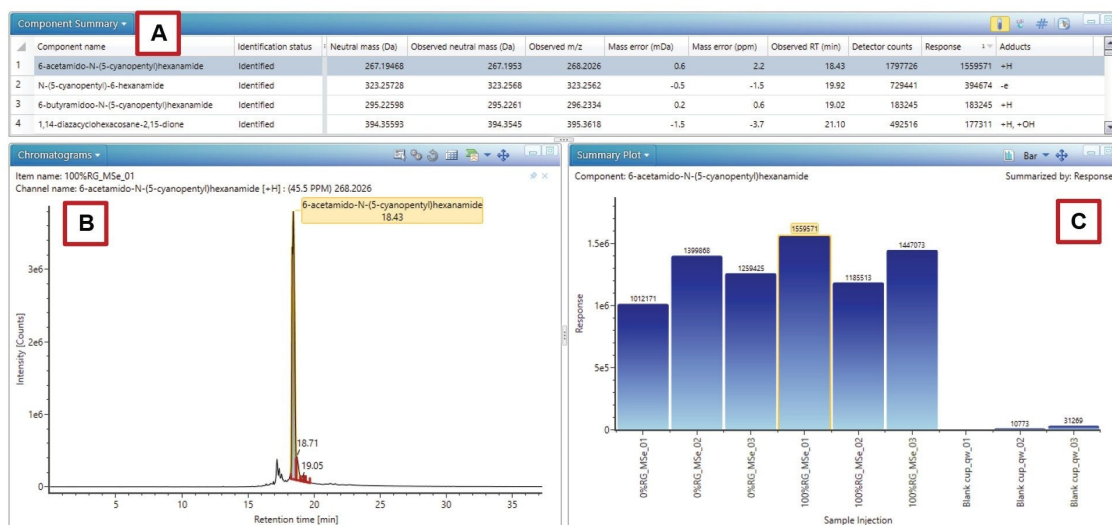 Component Summary
A
Component name Identification status Neutral mass (Da) Observed neutral mass (Da) Observed m/z Mass error (mDa) Mass error (ppm) Observed RT (min) Detector counts Response 1 Adducts
1 6-acetamido-N-(5-cyanopentyl)hexanamide Identified 267.19468 267.1953 268.2026 0.6 2.2 18.43 1797726 1559571 +H
2 N-(5-cyanopentyl)-6-hexanamide Identified 323.25728 323.2568 323.2562 -0.5 -1.5 19.92 729441 394674 -e
3 6-butyramidoo-N-(5-cyanopentyl)hexanamide Identified 295.22598 295.2261 296.2334 0.2 0.6 19.02 183245 183245 +H
4 1,14-diazacyclohexacosane-2,15-dione Identified 394.35593 394.3545 395.3618 -1.5 -3.7 21.10 492516 177311 +H, +OH
Chromatograms
Item name: 100%RG_MSe_01
Channel name: 6-acetamido-N-(5-cyanopentyl)hexanamide [+H] : (45.5 PPM) 268.2026
B
6-acetamido-N-(5-cyanopentyl)hexanamide
18.43
3e6
2e6
1e6
0
18.71
19.05
5 10 15 20 25 30 35
Intensity [Counts]
Retention time [min]
Summary Plot
Bar
Component: 6-acetamido-N-(5-cyanopentyl)hexanamide Summarized by: Response
C
1.5e6
1e6
5e5
0
Response
1012171
1399868
1259425
1559571
1185513
1447073
10773
31269
0%RG_MSe_01
0%RG_MSe_02
0%RG_MSe_03
100%RG_MSe_01
100%RG_MSe_02
100%RG_MSe_03
Blank cup_qw_01
Blank cup_qw_02
Blank cup_qw_03
Sample Injection